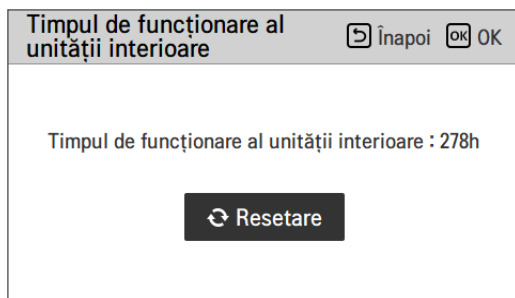 Timpul de funcționare al
unității interioare
Înapoi OK OK
Timpul de funcționare al unității interioare : 278h
Resetare